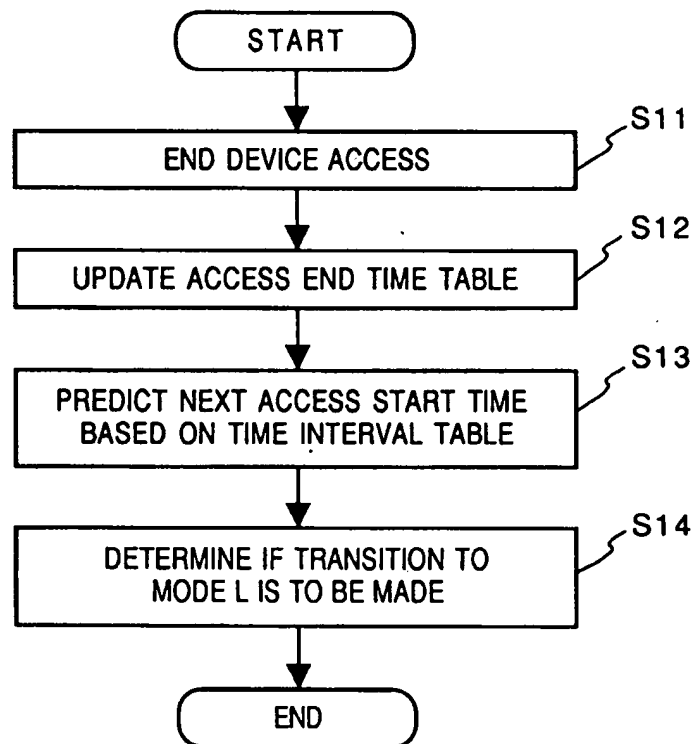 START
S11
END DEVICE ACCESS
S12
UPDATE ACCESS END TIME TABLE
S13
PREDICT NEXT ACCESS START TIME
BASED ON TIME INTERVAL TABLE
S14
DETERMINE IF TRANSITION TO
MODE L IS TO BE MADE
END